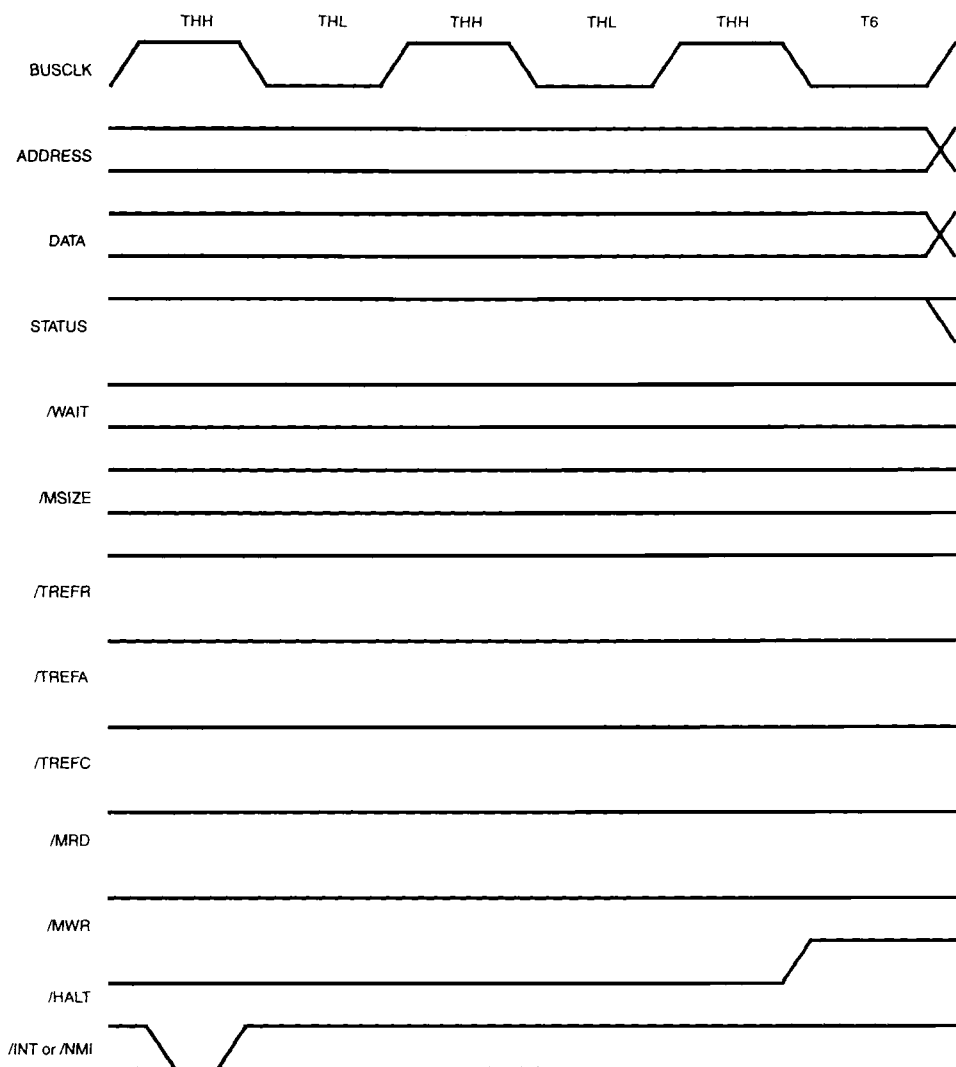 THH THL THH THL THH T6
BUSCLK
ADDRESS
DATA
STATUS
/WAIT
/MSIZE
/TREFR
/TREFA
/TREFC
/MRD
/MWR
/HALT
/INT or /NMI